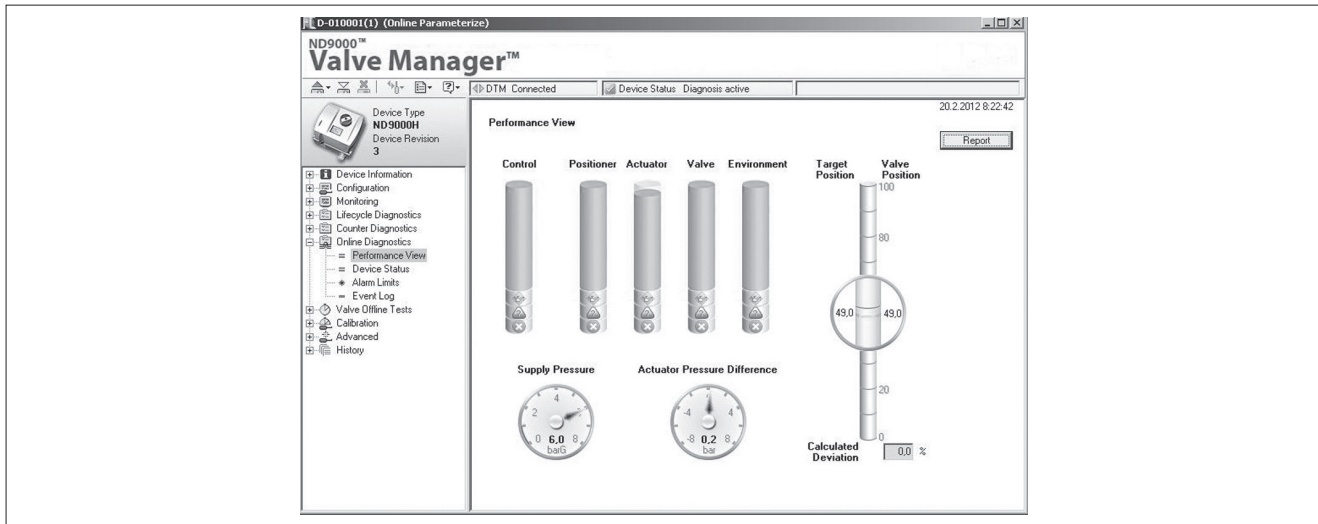 D-010001(1) (Online Parameterize)
ND9000™
Valve Manager™
DTM Connected
Device Status Diagnosis active
Device Type
ND9000H
Device Revision
3
Device Information
Configuration
Monitoring
Lifecycle Diagnostics
Counter Diagnostics
Online Diagnostics
Performance View
Device Status
Alarm Limits
Event Log
Valve Offline Tests
Calibration
Advanced
History
20.2.2012 8:22:42
Performance View
Report
Control Positioner Actuator Valve Environment
Target Position
Valve Position
100
80
49,0 49,0
20
0
Supply Pressure
4
2
0 6,0 8
barG
Actuator Pressure Difference
-4 4
-8 0,2 8
bar
Calculated Deviation
0,0 %